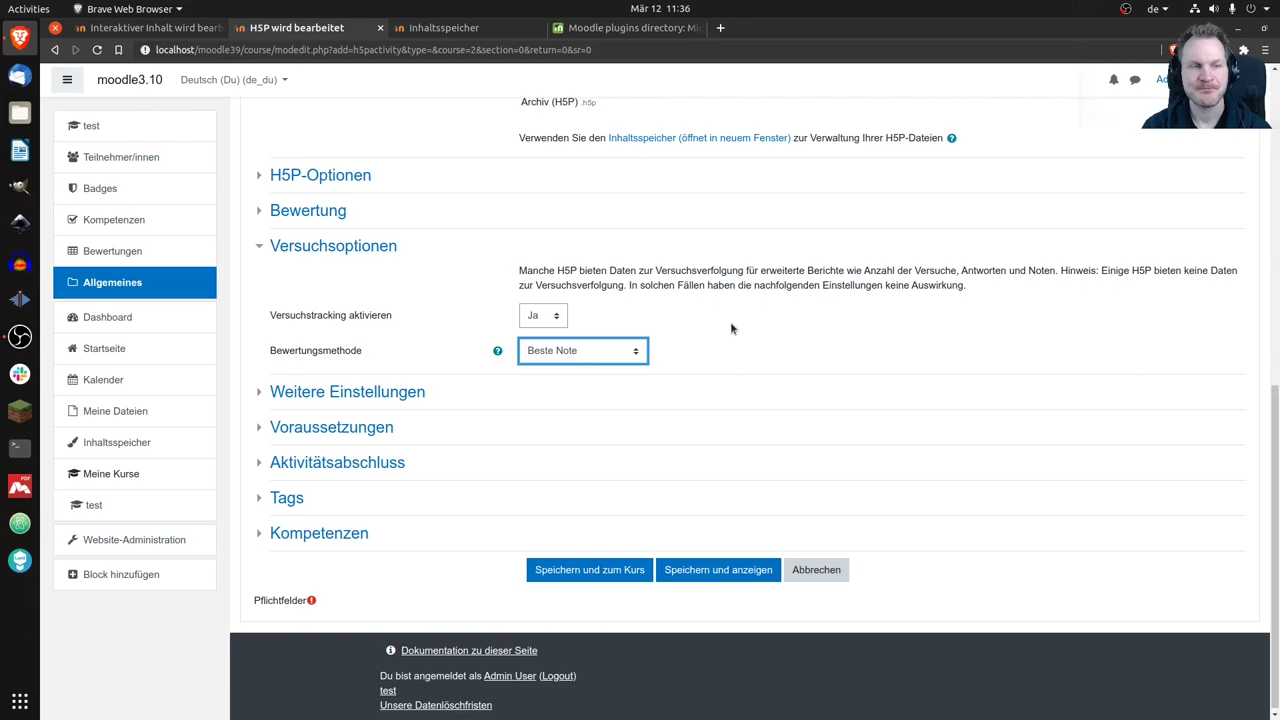 Activities
Brave Web Browser
Mär 12 11:36
de
Interaktiver Inhalt wird bearb
H5P wird bearbeitet
Inhaltsspeicher
Moodle plugins directory:
localhost/moodle39/course/modedit.php?add=h5pactivity&type=&course=2&section=0&return=0&sr=0
moodle3.10
Deutsch (Du) (de_du)
test
Teilnehmer/innen
Badges
Kompetenzen
Bewertungen
Allgemeines
Dashboard
Startseite
Kalender
Meine Dateien
Inhaltsspeicher
Meine Kurse
test
Website-Administration
Block hinzufügen
Archiv (H5P) .h5p
Verwenden Sie den Inhaltsspeicher (öffnet in neuem Fenster) zur Verwaltung Ihrer H5P-Dateien
H5P-Optionen
Bewertung
Versuchsoptionen
Manche H5P bieten Daten zur Versuchsverfolgung für erweiterte Berichte wie Anzahl der Versuche, Antworten und Noten. Hinweis: Einige H5P bieten keine Daten
zur Versuchsverfolgung. In solchen Fällen haben die nachfolgenden Einstellungen keine Auswirkung.
Versuchstracking aktivieren
Ja
Bewertungsmethode
Beste Note
Weitere Einstellungen
Voraussetzungen
Aktivitätsabschluss
Tags
Kompetenzen
Speichern und zum Kurs
Speichern und anzeigen
Abbrechen
Pflichtfelder
Dokumentation zu dieser Seite
Du bist angemeldet als Admin User (Logout)
test
Unsere Datenlöschfristen